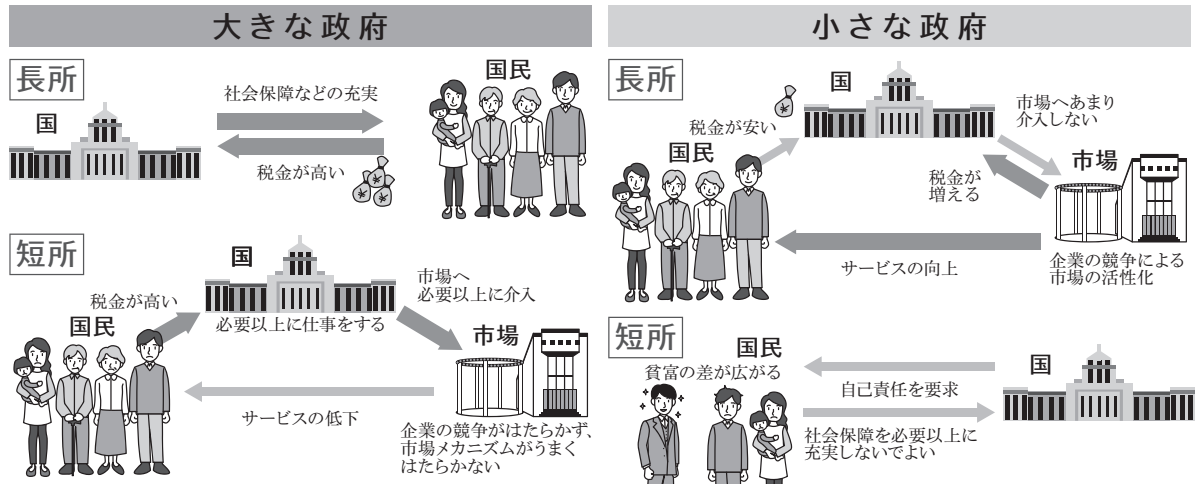 大きな政府
長所
国
社会保障などの充実
税金が高い
¥
¥
¥
国民
短所
税金が高い
国民
国
必要以上に仕事をする
市場へ
必要以上に介入
市場
サービスの低下
企業の競争がはたらかず、
市場メカニズムがうまく
はたらかない
小さな政府
長所
国民
税金が安い
¥
国
市場へあまり
介入しない
税金が
増える
市場
サービスの向上
企業の競争による
市場の活性化
短所
国民
貧富の差が広がる
自己責任を要求
社会保障を必要以上に
充実しないでよい
国